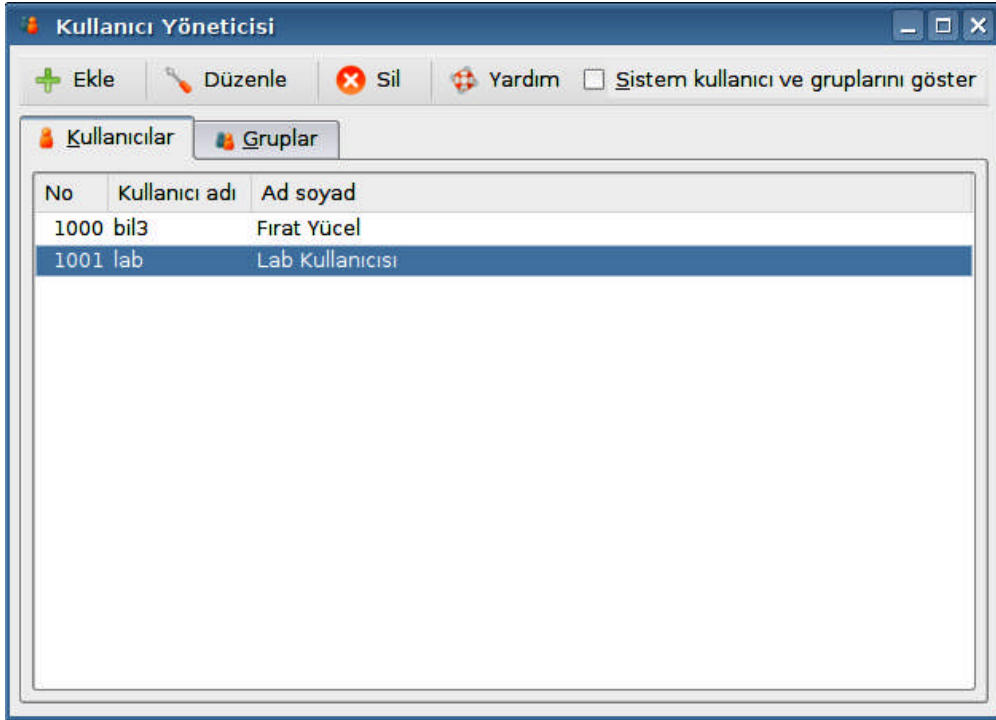 Kullanıcı Yöneticisi
Ekle Düzenle Sil Yardım Sistem kullanıcı ve gruplarını göster
Kullanıcılar Gruplar
No Kullanıcı adı Ad soyad
1000 bil3 Fırat Yücel
1001 lab Lab Kullanıcısı